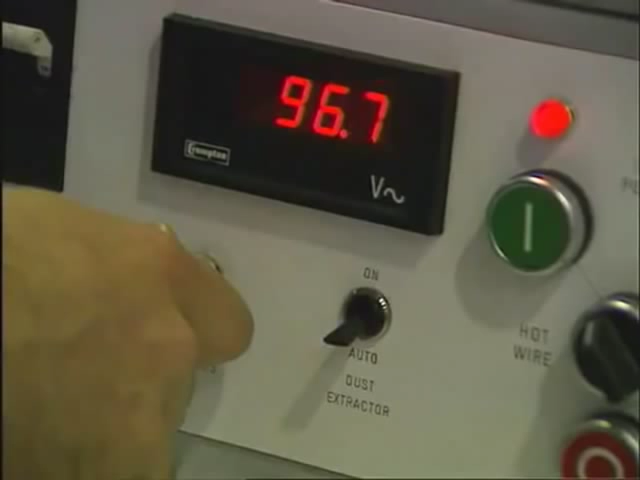 96.7
Crompton
V~
ON
AUTO
DUST
EXTRACTOR
HOT
WIRE